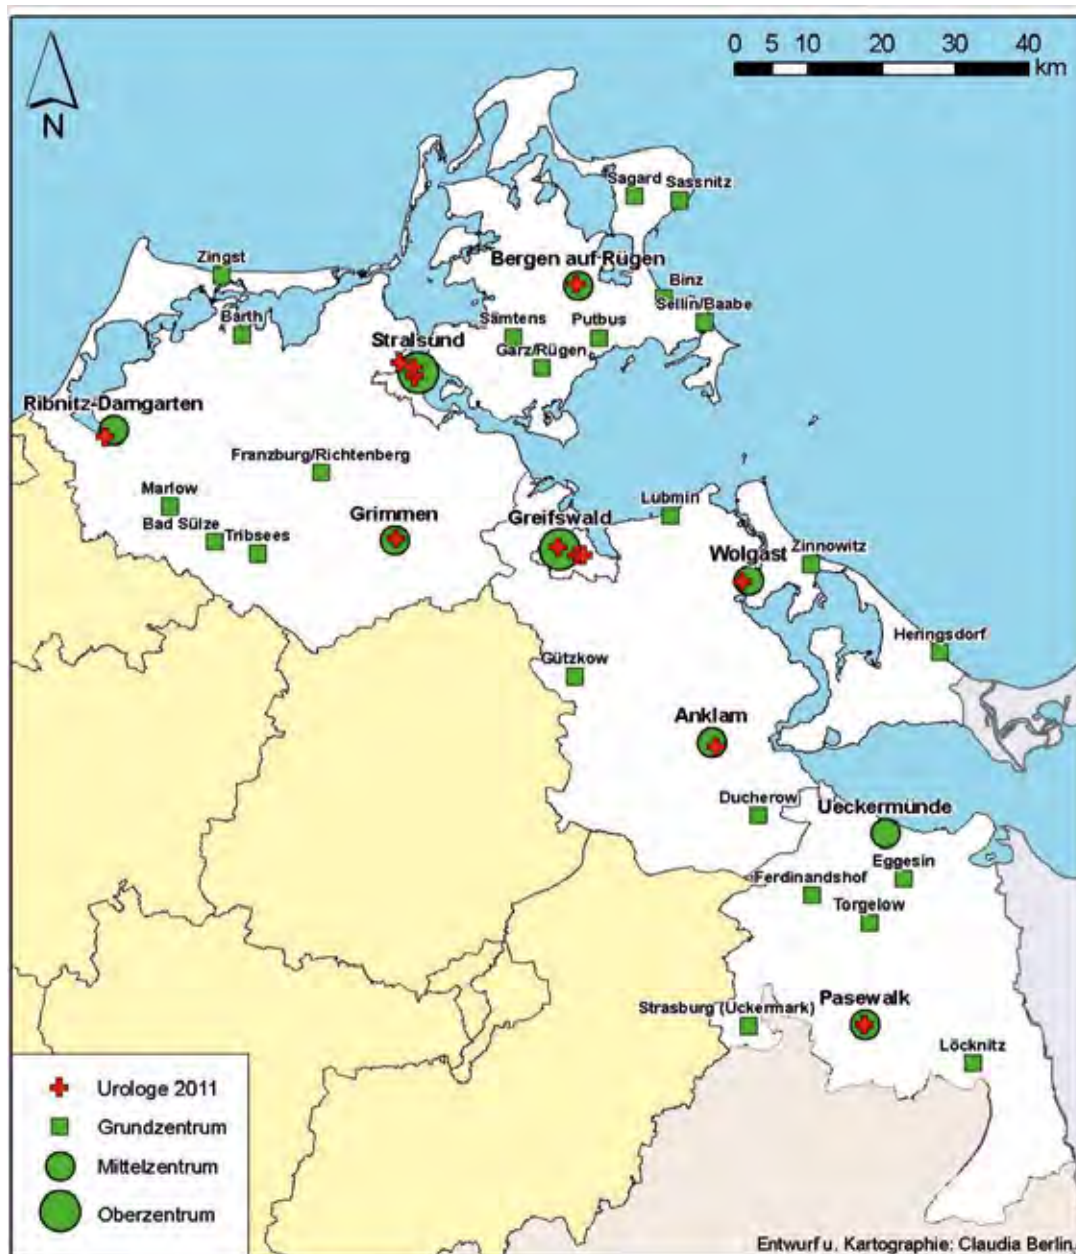 0 5 10 20 30 40
km
N
Sagard
Sassnitz
Zingst
Bergen auf Rügen
Binz
Sellin/Baabe
Barth
Samtens
Putbus
Stralsund
Garz/Rügen
Ribnitz-Damgarten
Franzburg/Richtenberg
Marlow
Lubmin
Bad Sülze
Grimmen
Greifswald
Tribsees
Wolgast
Zinnowitz
Heringsdorf
Gützkow
Anklam
Ducherow
Ueckermünde
Eggesin
Ferdinandshof
Torgelow
Pasewalk
Strasburg (Uckermark)
Löcknitz
Urologe 2011
Grundzentrum
Mittelzentrum
Oberzentrum
Entwurf u. Kartographie: Claudia Berlin